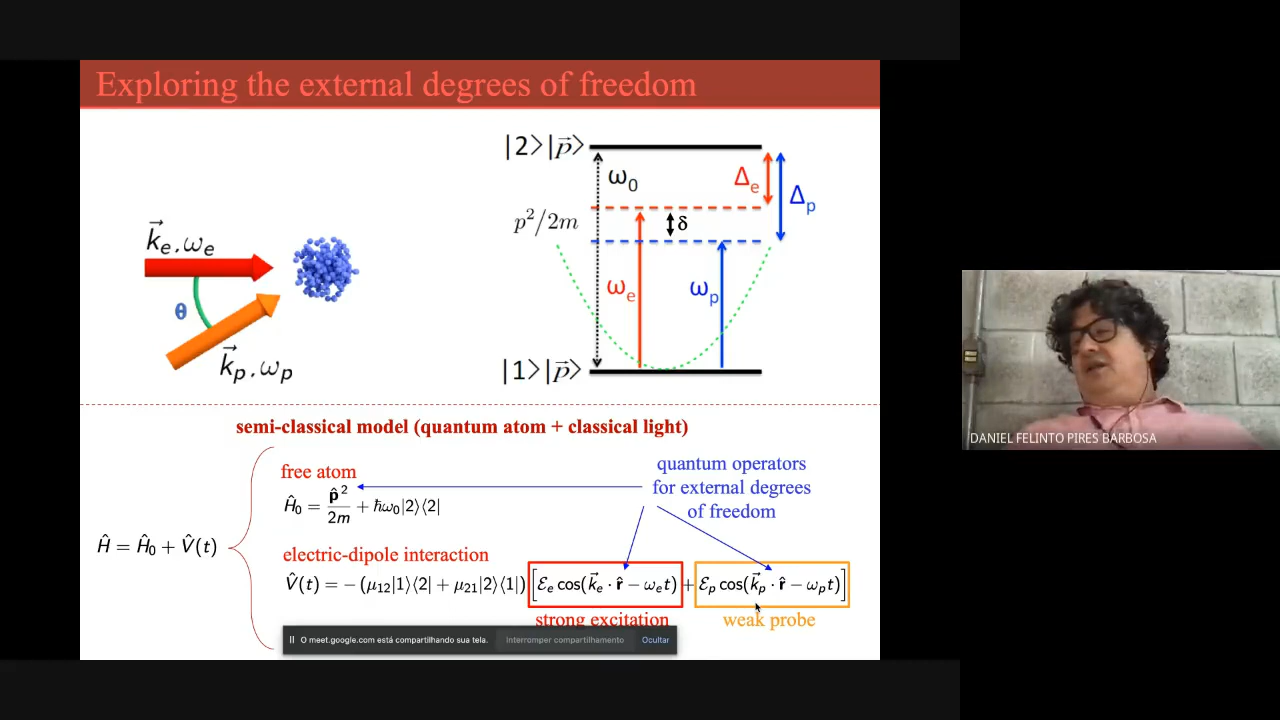 Exploring the external degrees of freedom
|2>|p⃗>
ω₀
Δₑ
Δₚ
p²/2m
δ
k⃗ₑ.ωₑ
θ
k⃗ₚ.ωₚ
ωₑ
ωₚ
|1>|p⃗>
semi-classical model (quantum atom + classical light)
free atom
Ĥ₀ = p̂²/2m + ħω₀|2⟩⟨2|
quantum operators
for external degrees
of freedom
Ĥ = Ĥ₀ + V̂(t)
electric-dipole interaction
V̂(t) = −(μ₁₂|1⟩⟨2| + μ₂₁|2⟩⟨1|)[ℰₑ cos(k⃗ₑ · r̂ − ωₑt) + ℰₚ cos(k⃗ₚ · r̂ − ωₚt)]
strong excitation
weak probe
O meet.google.com está compartilhando sua tela.
Interromper compartilhamento
Ocultar
DANIEL FELINTO PIRES BARBOSA